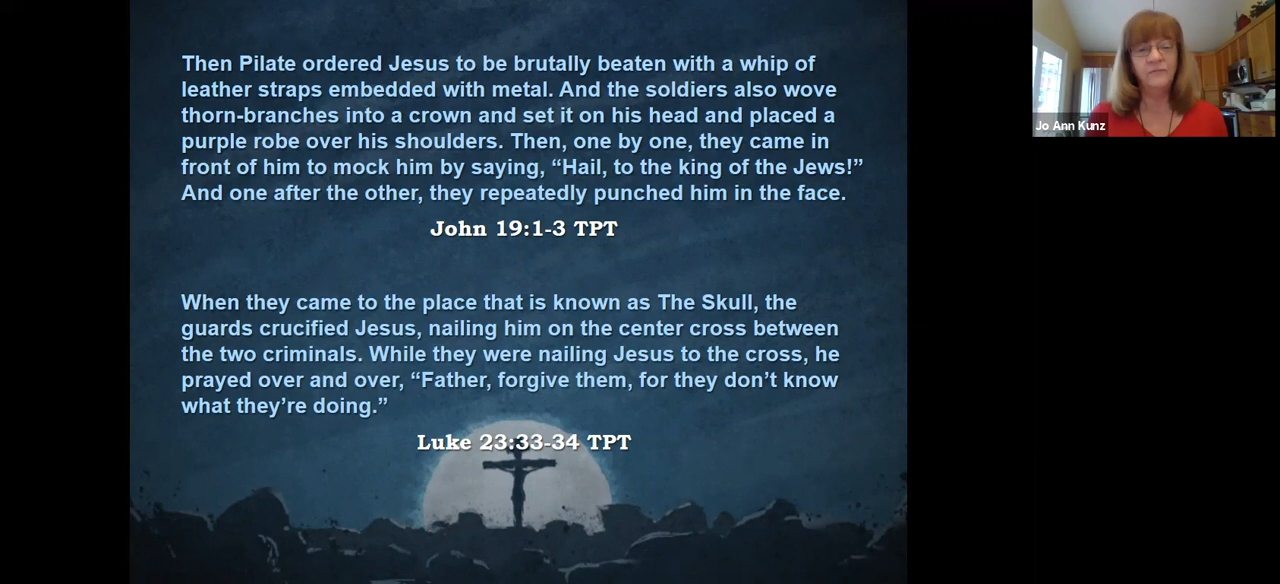 Then Pilate ordered Jesus to be brutally beaten with a whip of
leather straps embedded with metal. And the soldiers also wove
thorn-branches into a crown and set it on his head and placed a
purple robe over his shoulders. Then, one by one, they came in
front of him to mock him by saying, “Hail, to the king of the Jews!”
And one after the other, they repeatedly punched him in the face.
John 19:1-3 TPT
When they came to the place that is known as The Skull, the
guards crucified Jesus, nailing him on the center cross between
the two criminals. While they were nailing Jesus to the cross, he
prayed over and over, “Father, forgive them, for they don’t know
what they’re doing.”
Luke 23:33-34 TPT
Jo Ann Kunz